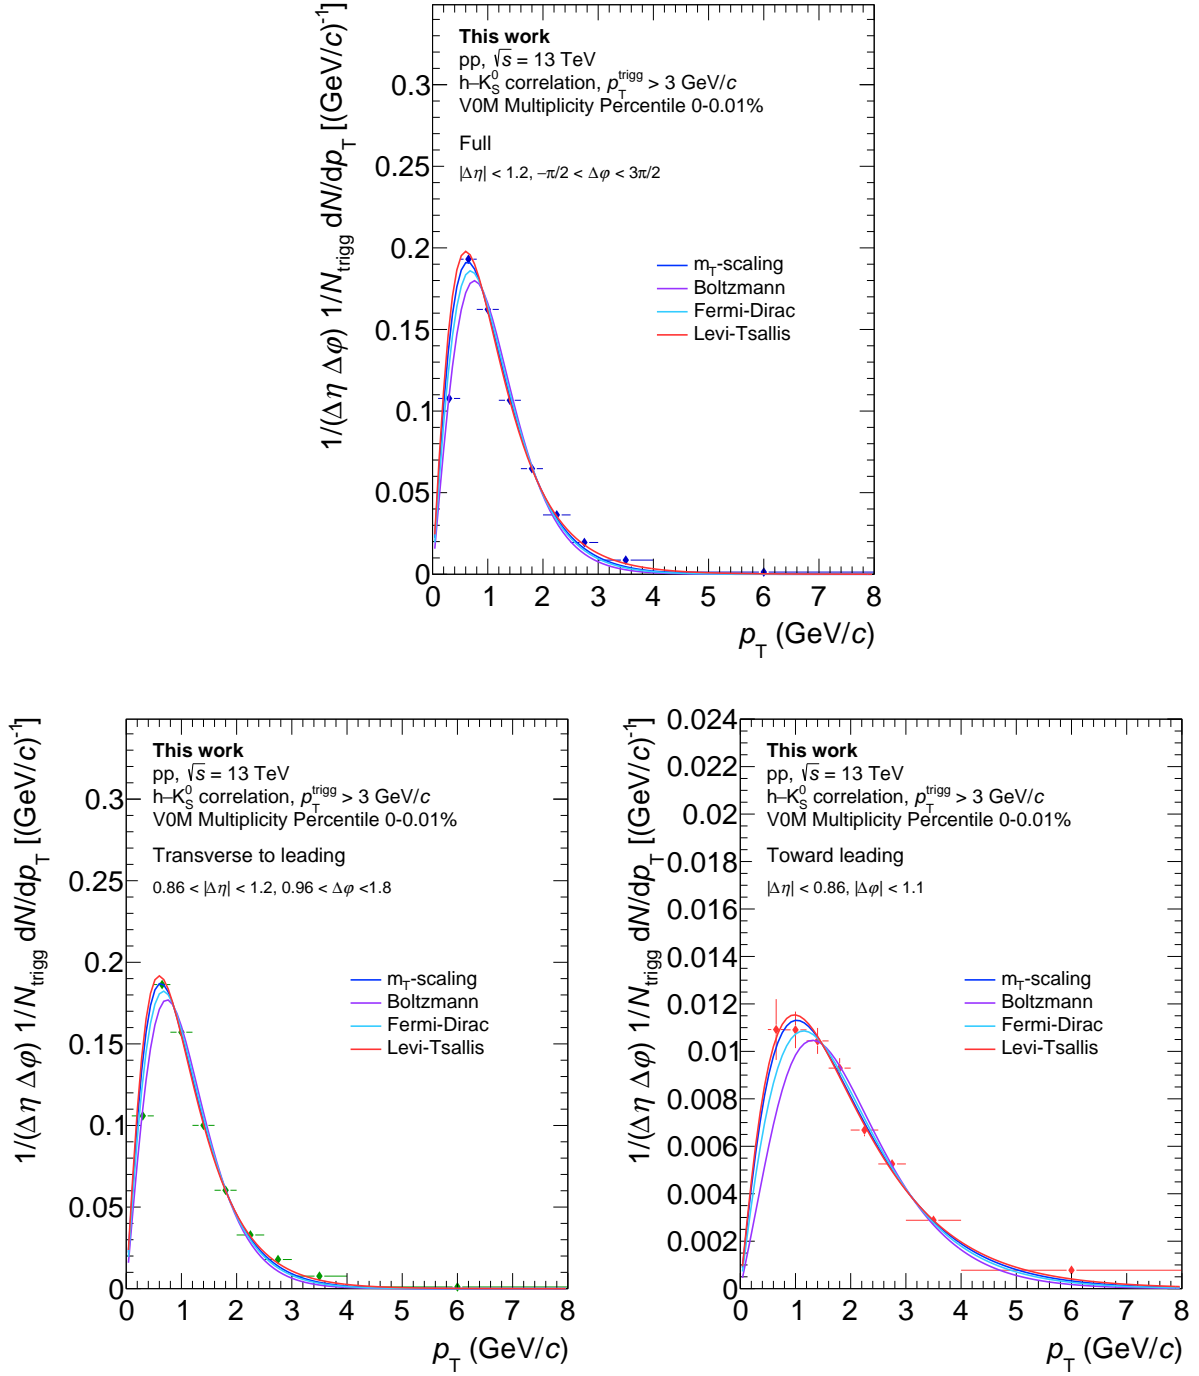 This work
pp, √s = 13 TeV
h–K⁰_S correlation, p_T^trigg > 3 GeV/c
V0M Multiplicity Percentile 0-0.01%
Full
|Δη| < 1.2, −π/2 < Δφ < 3π/2
m_T-scaling
Boltzmann
Fermi-Dirac
Levi-Tsallis
1/(Δη Δφ) 1/N_trigg dN/dp_T [(GeV/c)⁻¹]
0.3
0.25
0.2
0.15
0.1
0.05
0
0 1 2 3 4 5 6 7 8
p_T (GeV/c)
This work
pp, √s = 13 TeV
h–K⁰_S correlation, p_T^trigg > 3 GeV/c
V0M Multiplicity Percentile 0-0.01%
Transverse to leading
0.86 < |Δη| < 1.2, 0.96 < Δφ <1.8
m_T-scaling
Boltzmann
Fermi-Dirac
Levi-Tsallis
1/(Δη Δφ) 1/N_trigg dN/dp_T [(GeV/c)⁻¹]
0.3
0.25
0.2
0.15
0.1
0.05
0
0 1 2 3 4 5 6 7 8
p_T (GeV/c)
This work
pp, √s = 13 TeV
h–K⁰_S correlation, p_T^trigg > 3 GeV/c
V0M Multiplicity Percentile 0-0.01%
Toward leading
|Δη| < 0.86, |Δφ| < 1.1
m_T-scaling
Boltzmann
Fermi-Dirac
Levi-Tsallis
1/(Δη Δφ) 1/N_trigg dN/dp_T [(GeV/c)⁻¹]
0.024
0.022
0.02
0.018
0.016
0.014
0.012
0.01
0.008
0.006
0.004
0.002
0
0 1 2 3 4 5 6 7 8
p_T (GeV/c)